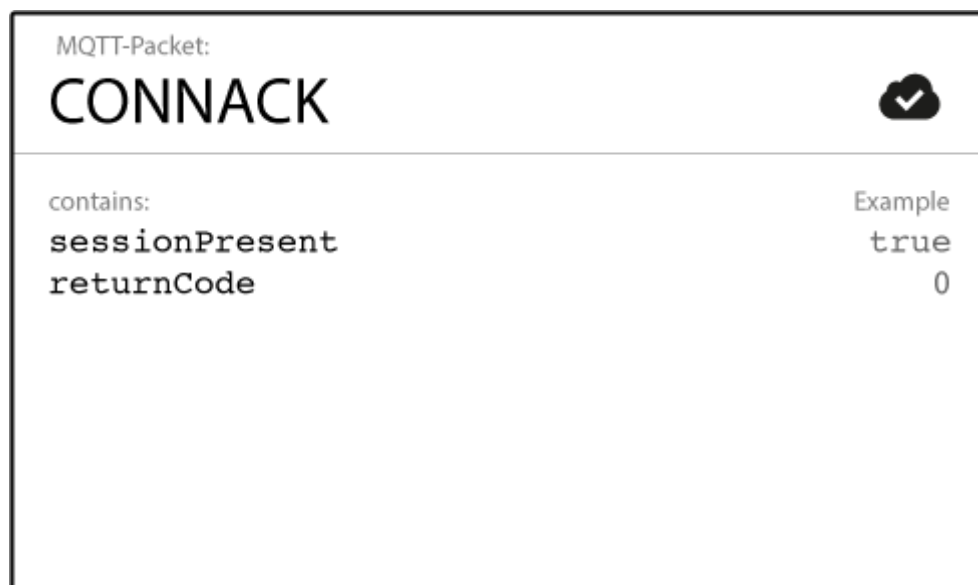 MQTT-Packet:
CONNACK
contains: Example
sessionPresent true
returnCode 0